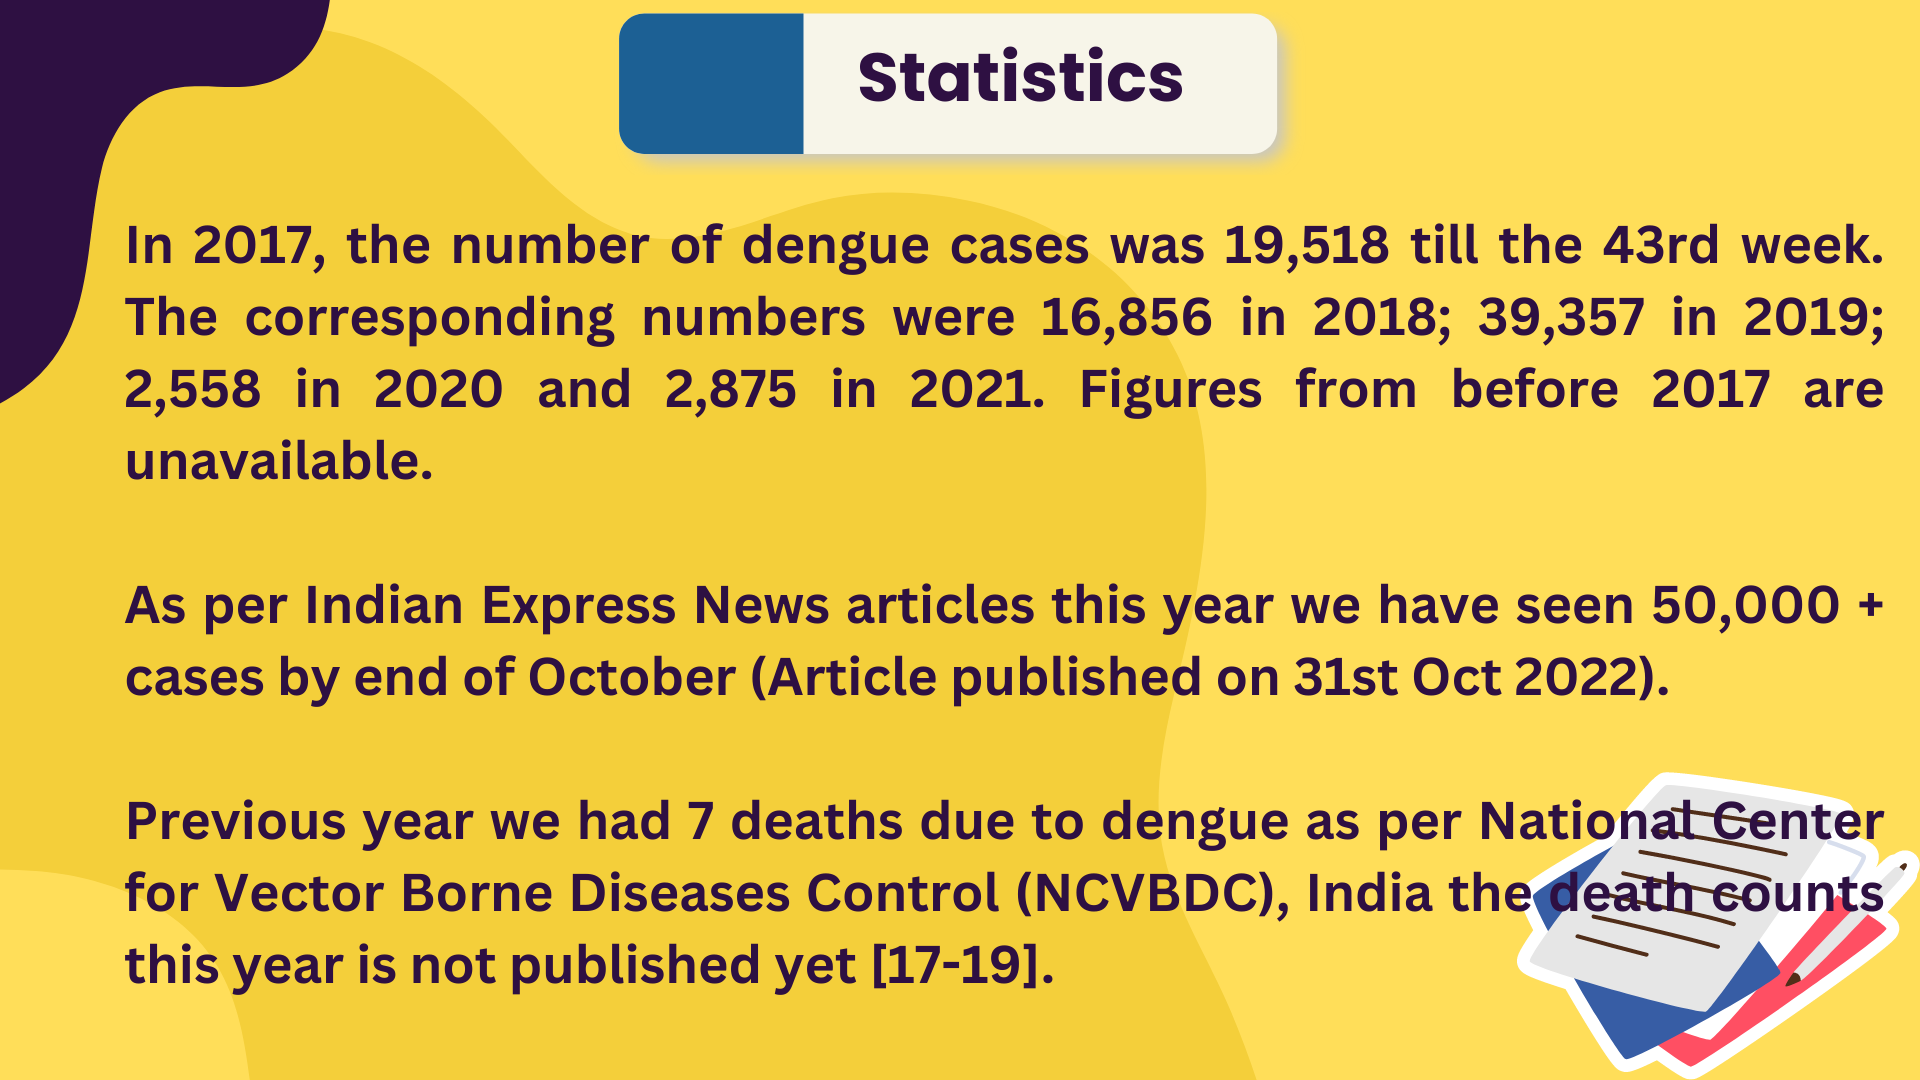 Statistics
In 2017, the number of dengue cases was 19,518 till the 43rd week.
The corresponding numbers were 16,856 in 2018; 39,357 in 2019;
2,558 in 2020 and 2,875 in 2021. Figures from before 2017 are
unavailable.
As per Indian Express News articles this year we have seen 50,000 +
cases by end of October (Article published on 31st Oct 2022).
Previous year we had 7 deaths due to dengue as per National Center
for Vector Borne Diseases Control (NCVBDC), India the death counts
this year is not published yet [17-19].